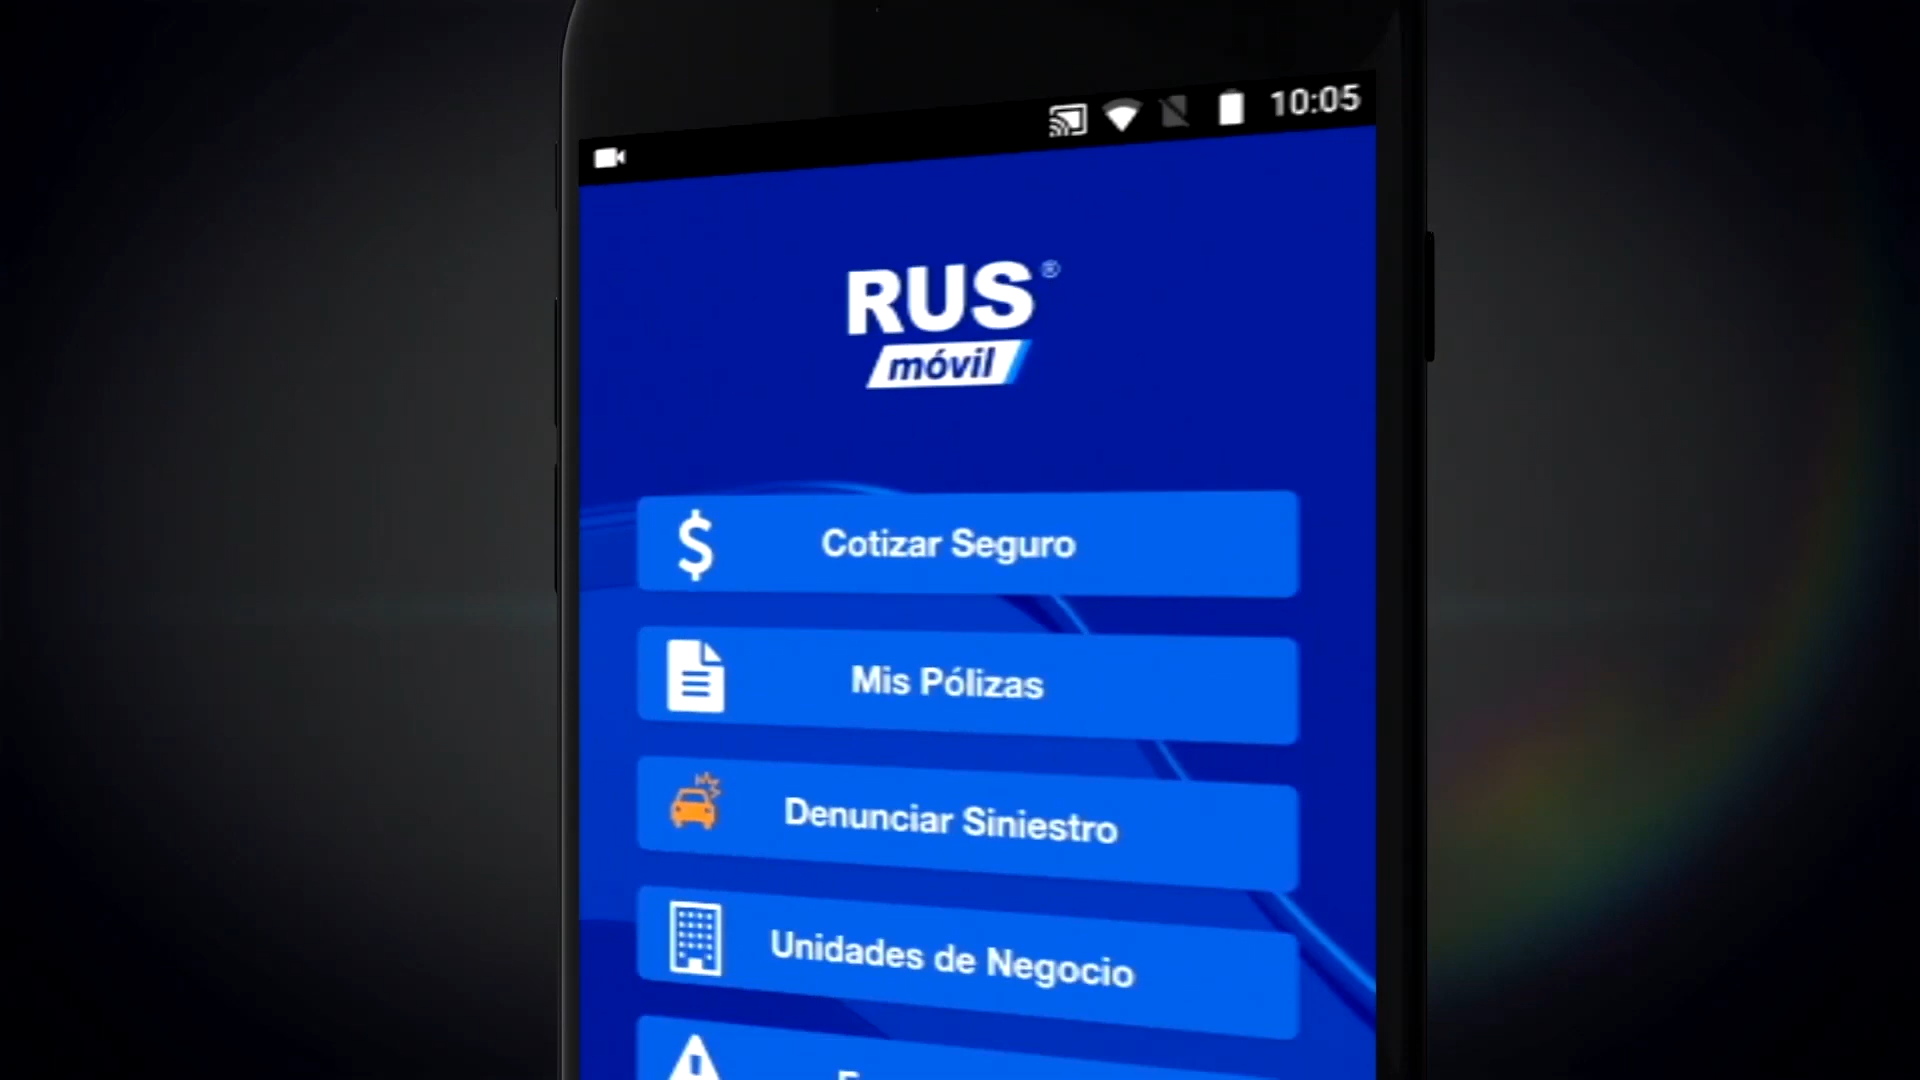 10:05
RUS®
móvil
$ Cotizar Seguro
Mis Pólizas
Denunciar Siniestro
Unidades de Negocio